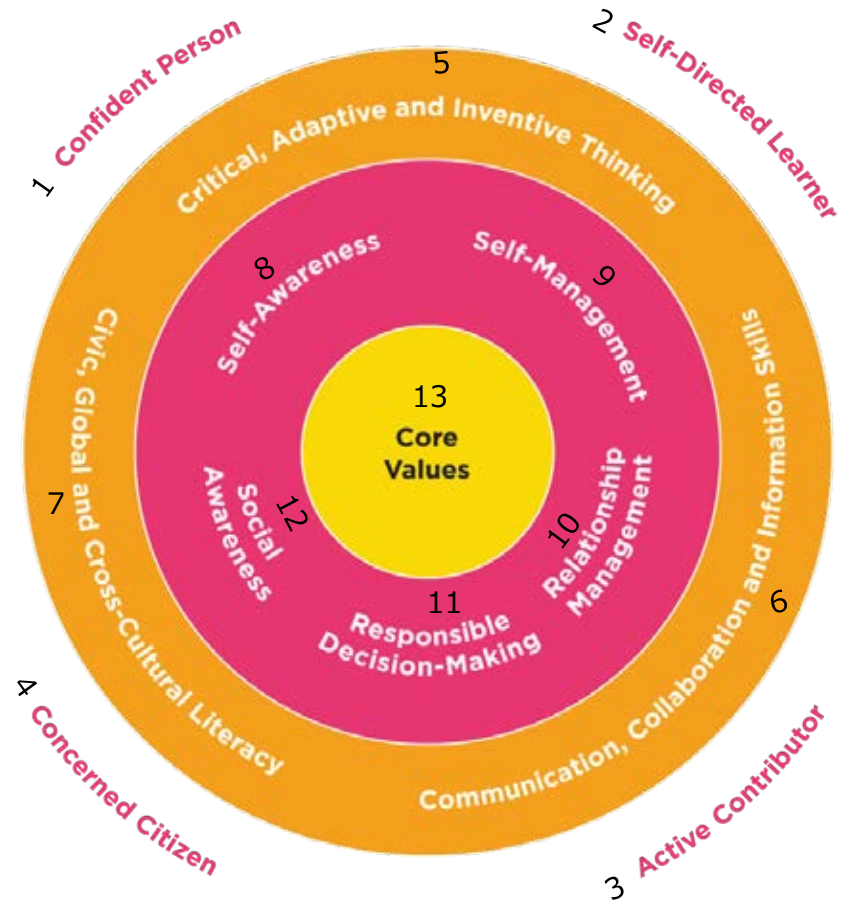 1 Confident Person
2 Self-Directed Learner
5
Critical, Adaptive and Inventive Thinking
8
Self-Awareness
9
Self-Management
13
Core
Values
7
Civic, Global and Cross-Cultural Literacy
12
Social
Awareness
10
Relationship
Management
11
Responsible
Decision-Making
6
Communication, Collaboration and Information Skills
4 Concerned Citizen
3 Active Contributor